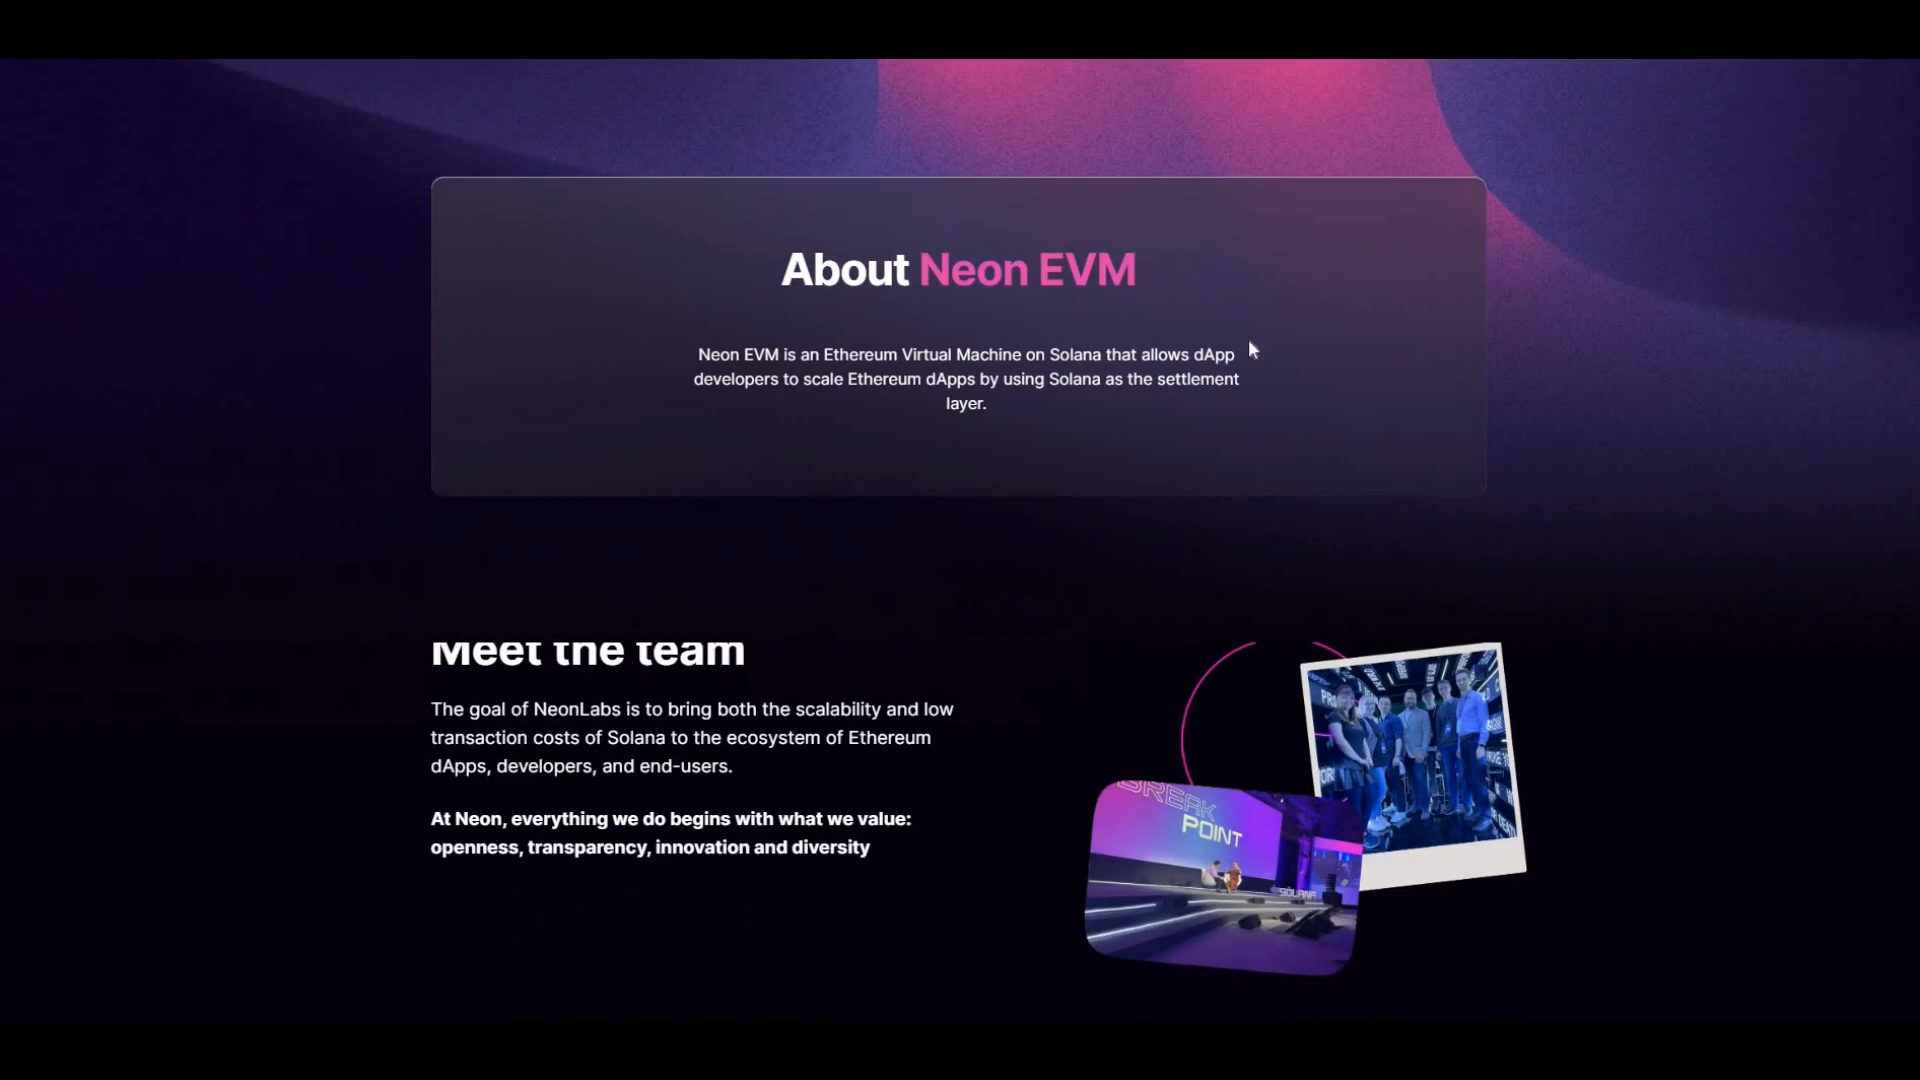 About Neon EVM
Neon EVM is an Ethereum Virtual Machine on Solana that allows dApp
developers to scale Ethereum dApps by using Solana as the settlement
layer.
Meet the team
The goal of NeonLabs is to bring both the scalability and low
transaction costs of Solana to the ecosystem of Ethereum
dApps, developers, and end-users.
At Neon, everything we do begins with what we value:
openness, transparency, innovation and diversity
BREAK
POINT
SOLANA